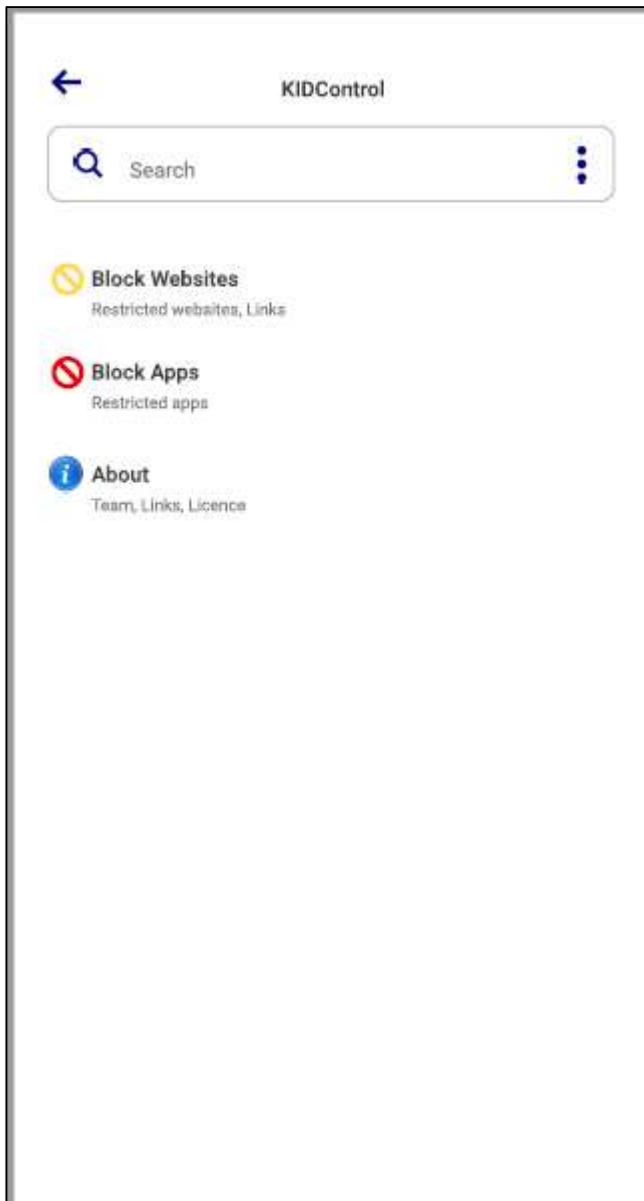 KIDControl
Search
Block Websites
Restricted websites, Links
Block Apps
Restricted apps
About
Team, Links, Licence